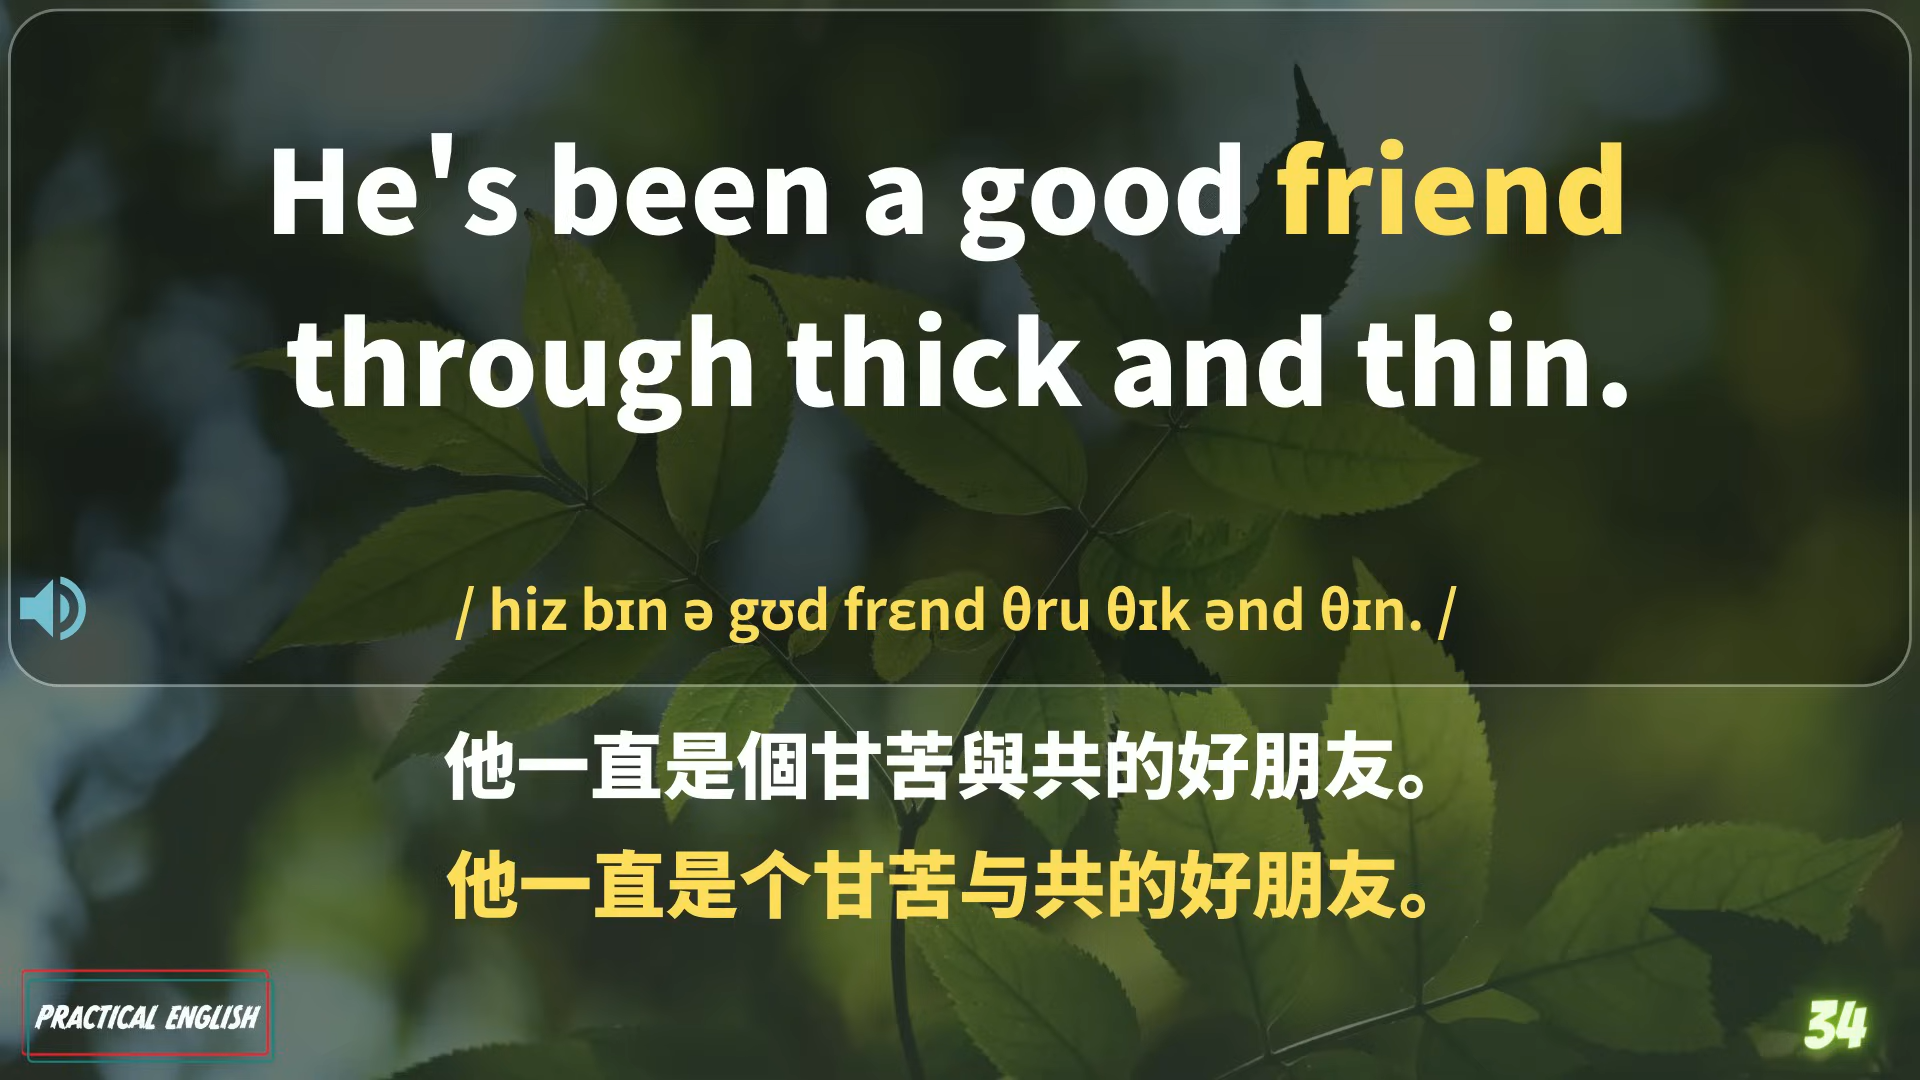 He's been a good friend
through thick and thin.
/ hiz bɪn ə gʊd frɛnd θru θɪk ənd θɪn. /
他一直是個甘苦與共的好朋友。
他一直是个甘苦与共的好朋友。
PRACTICAL ENGLISH
34